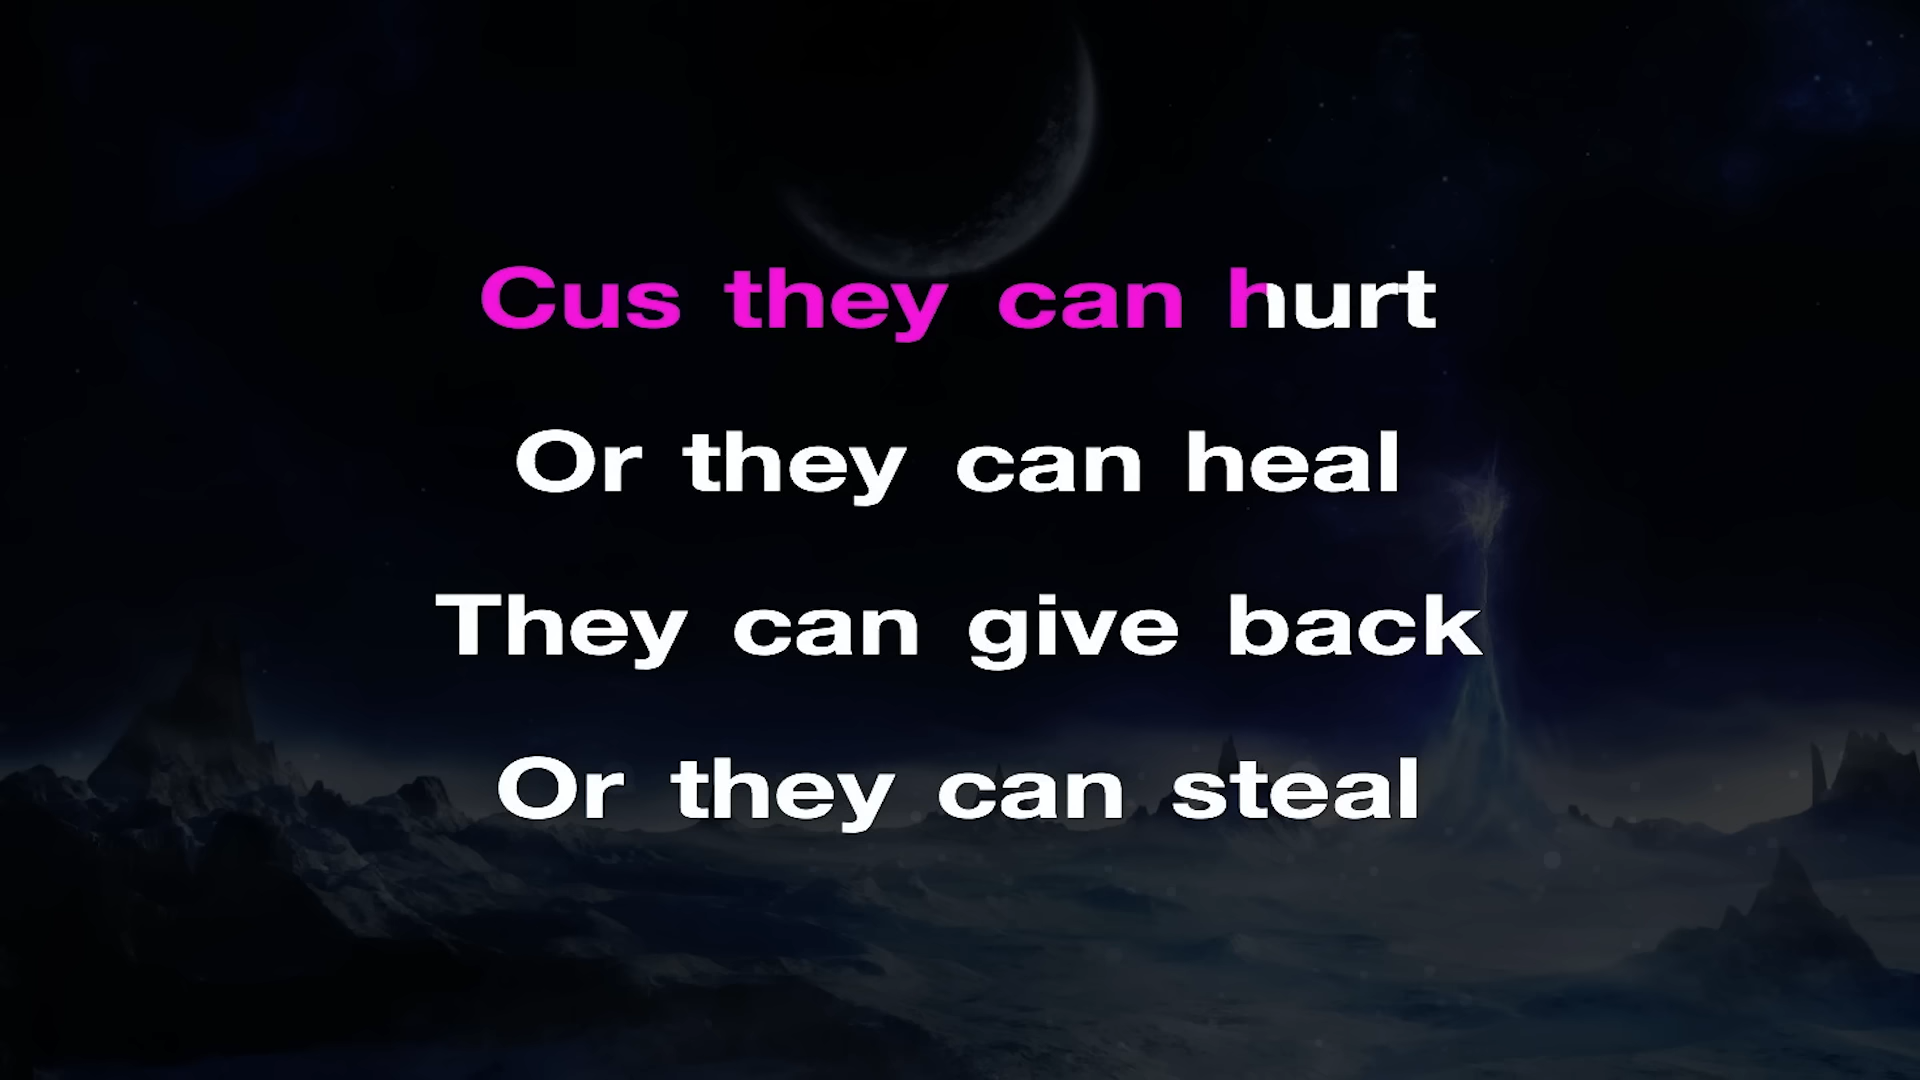 Cus they can hurt
Or they can heal
They can give back
Or they can steal